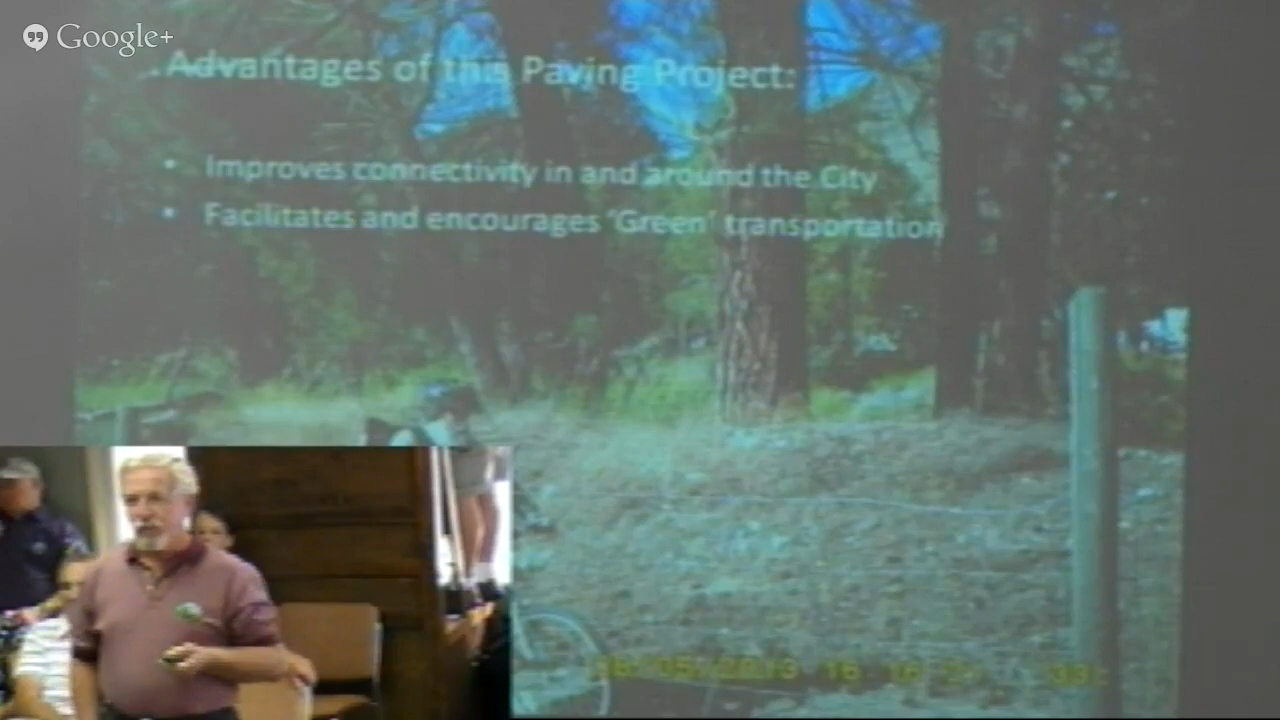 Google+
Advantages of this Paving Project:
• Improves connectivity in and around the City
• Facilitates and encourages 'Green' transportation